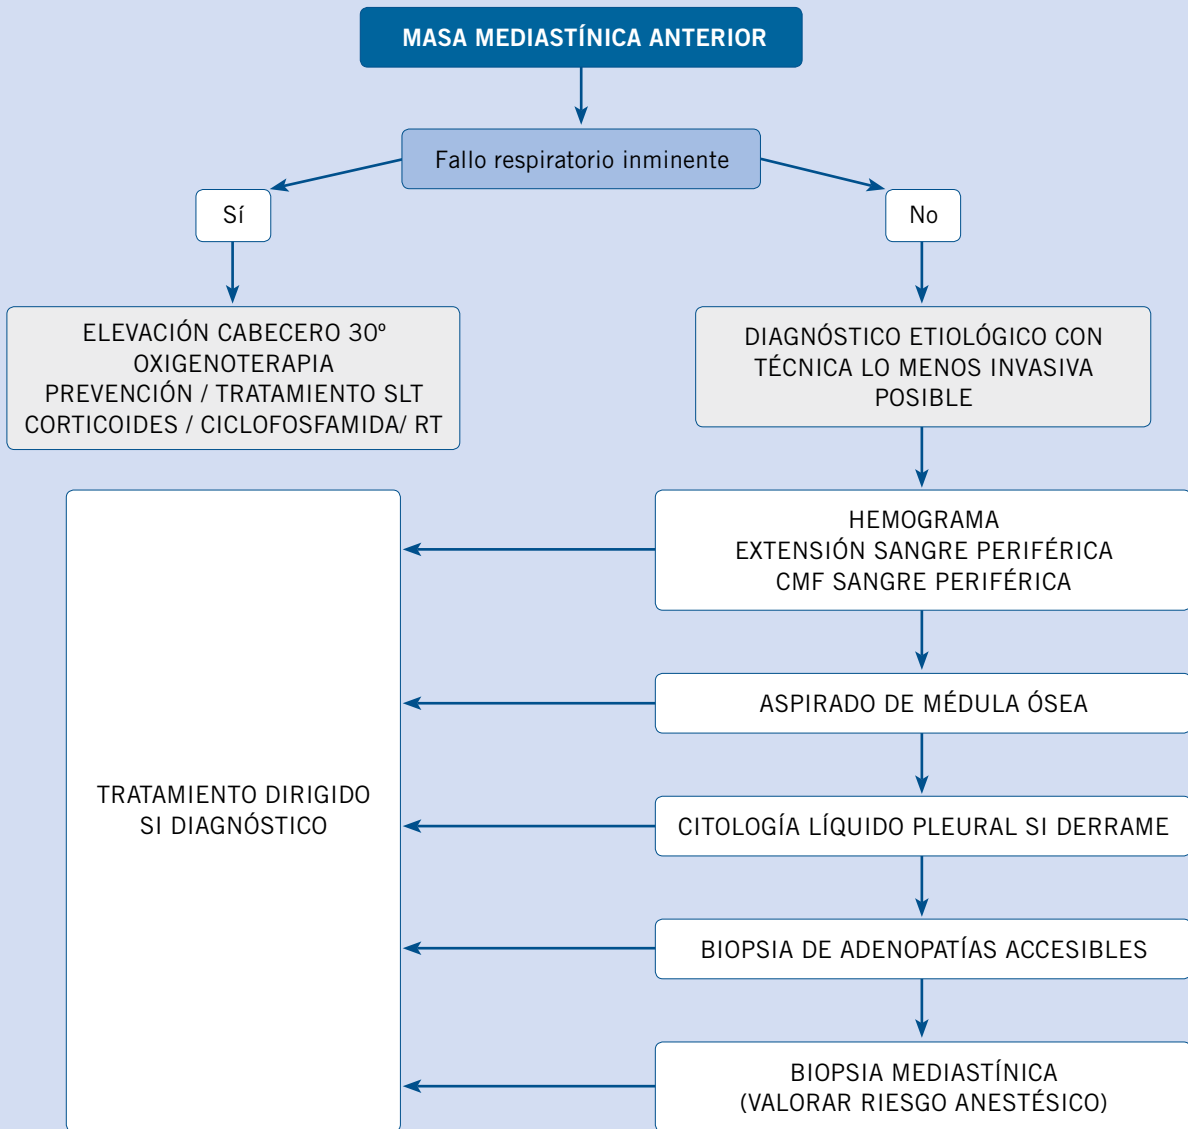 MASA MEDIASTÍNICA ANTERIOR
Fallo respiratorio inminente
Sí
No
ELEVACIÓN CABECERO 30º
OXIGENOTERAPIA
PREVENCIÓN / TRATAMIENTO SLT
CORTICOIDES / CICLOFOSFAMIDA/ RT
DIAGNÓSTICO ETIOLÓGICO CON
TÉCNICA LO MENOS INVASIVA
POSIBLE
HEMOGRAMA
EXTENSIÓN SANGRE PERIFÉRICA
CMF SANGRE PERIFÉRICA
ASPIRADO DE MÉDULA ÓSEA
TRATAMIENTO DIRIGIDO
SI DIAGNÓSTICO
CITOLOGÍA LÍQUIDO PLEURAL SI DERRAME
BIOPSIA DE ADENOPATÍAS ACCESIBLES
BIOPSIA MEDIASTÍNICA
(VALORAR RIESGO ANESTÉSICO)